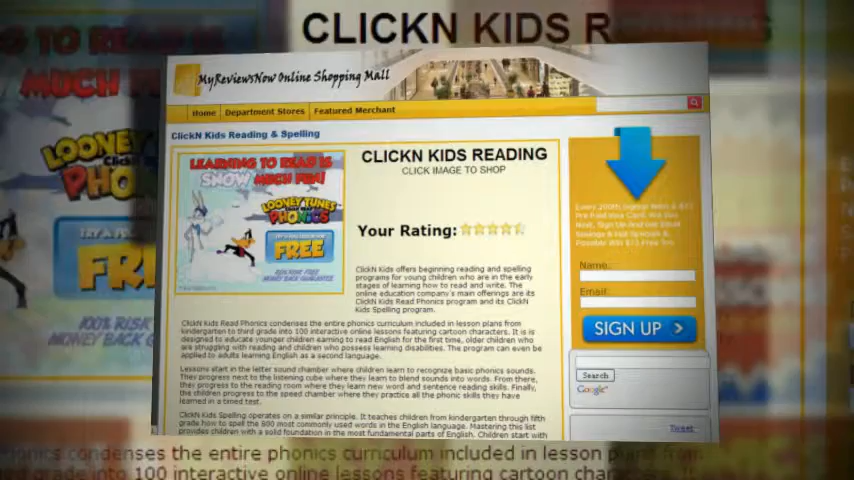 CLICKN KIDS R
MyReviewsNow Online Shopping Mall
Home
Department Stores
Featured Merchant
ClickN Kids Reading & Spelling
LEARNING TO READ IS
SNOW MUCH FUN!
LOONEY TUNES
PHONICS
FREE
CLICKN KIDS READING
CLICK IMAGE TO SHOP
Your Rating:
ClickN Kids offers beginning reading and spelling
programs for young children who are in the early
stages of learning how to read and write. The
online education company's main offerings are its
ClickN Kids Read Phonics program and its ClickN
Kids Spelling program.
ClickN Kids Read Phonics condenses the entire phonics curriculum included in lesson plans from
kindergarten to third grade into 100 interactive online lessons featuring cartoon characters. It is is
designed to educate younger children earning to read for the first time, older children who
are struggling with reading and children who possess learning disabilities. The program can even be
applied to adults learning English as a second language.
Lessons start in the letter sound chamber where children learn to recognize basic phonics sounds.
They progress next to the listening cube where they learn to blend sounds into words. From there,
they progress to the reading room where they learn new word and sentence reading skills. Finally,
the children progress to the speed chamber where they practice all the phonic skills they have
learned in a timed test.
ClickN Kids Spelling operates on a similar principle. It teaches children from kindergarten through fifth
grade how to spell the 800 most commonly used words in the English language. Mastering this list
provides children with a solid foundation in the most fundamental parts of English. Children start with
Name:
Email:
SIGN UP
Search
Google
Tweet
G TO READ IS
MUCH FU
LOONEY
PHO
FR
100% RISK
MONEY BACK G
onics condenses the entire phonics curriculum included in lesson plans from
grade into 100 interactive online lessons featuring cartoon characters. It